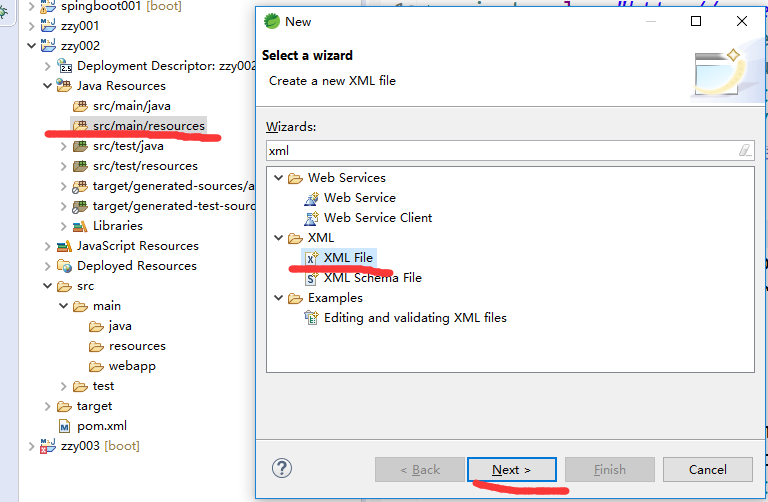 spingboot001 [boot]
zzy001
zzy002
Deployment Descriptor: zzy002
Java Resources
src/main/java
src/main/resources
src/test/java
src/test/resources
target/generated-sources/a
target/generated-test-sourc
Libraries
JavaScript Resources
Deployed Resources
src
main
java
resources
webapp
test
target
pom.xml
zzy003 [boot]
New
Select a wizard
Create a new XML file
Wizards:
xml
Web Services
Web Service
Web Service Client
XML
XML File
XML Schema File
Examples
Editing and validating XML files
< Back
Next >
Finish
Cancel